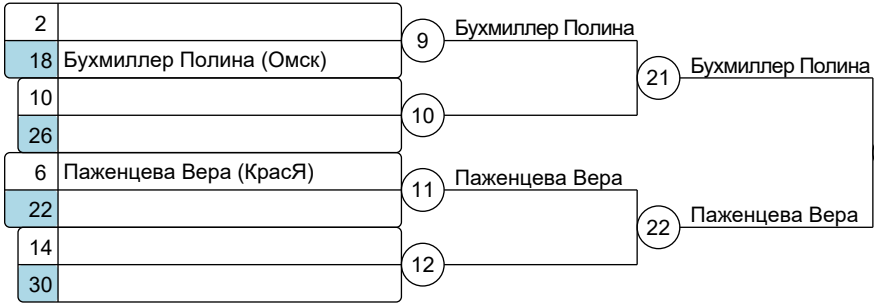 2
18 Бухмиллер Полина (Омск)
9 Бухмиллер Полина
21 Бухмиллер Полина
10
26
10
6 Паженцева Вера (КрасЯ)
22
11 Паженцева Вера
22 Паженцева Вера
14
30
12